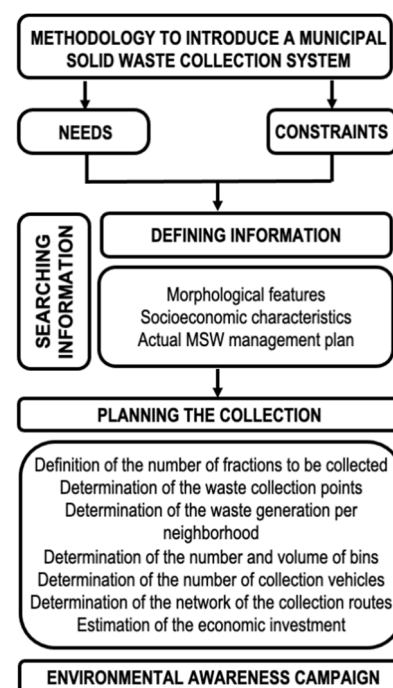 METHODOLOGY TO INTRODUCE A MUNICIPAL
SOLID WASTE COLLECTION SYSTEM
NEEDS
CONSTRAINTS
SEARCHING
INFORMATION
DEFINING INFORMATION
Morphological features
Socioeconomic characteristics
Actual MSW management plan
PLANNING THE COLLECTION
Definition of the number of fractions to be collected
Determination of the waste collection points
Determination of the waste generation per
neighborhood
Determination of the number and volume of bins
Determination of the number of collection vehicles
Determination of the network of the collection routes
Estimation of the economic investment
ENVIRONMENTAL AWARENESS CAMPAIGN